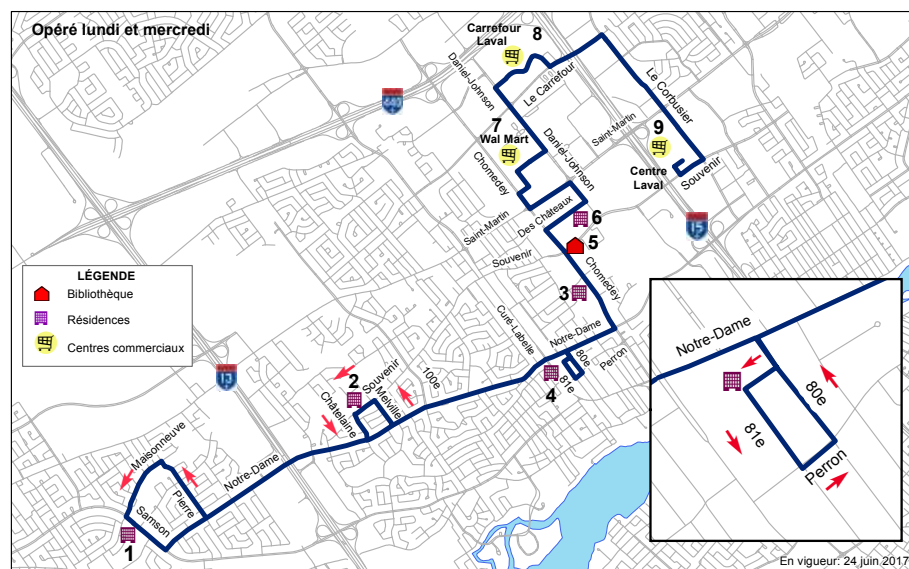 Opéré lundi et mercredi
Carrefour
Laval
8
Daniel-Johnson
Le Carrefour
Le Corbusier
440
7
Wal Mart
Saint-Martin
9
Centre
Laval
Souvenir
Daniel-Johnson
Chomedey
Des Châteaux
Saint-Martin
6
15
5
Souvenir
Chomedey
3
LÉGENDE
Bibliothèque
Résidences
Centres commerciaux
Curé-Labelle
Notre-Dame
80e
Perron
81e
4
13
2
Souvenir
Melville
100e
Châtelaine
Maisonneuve
Pierre
Notre-Dame
Samson
1
Notre-Dame
80e
81e
Perron
En vigueur: 24 juin 2017